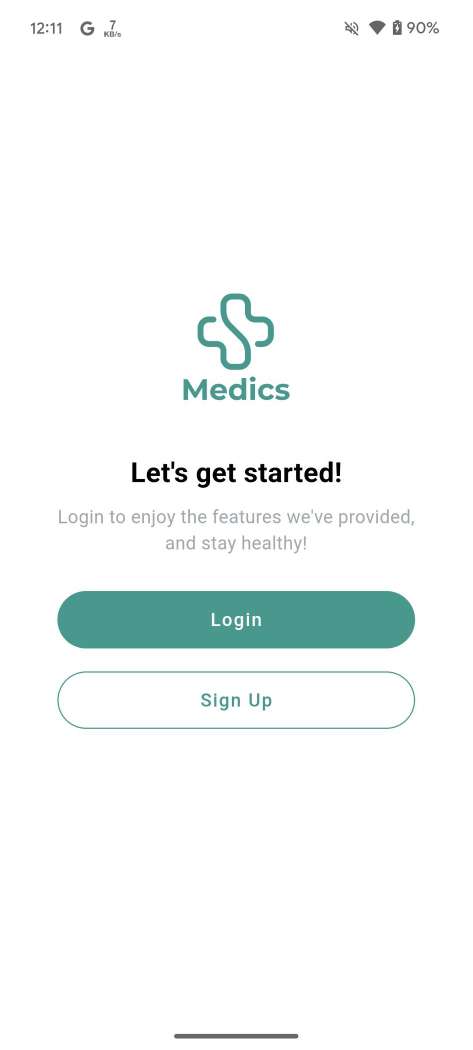 12:11 G 7 KB/s 90%
Medics
Let's get started!
Login to enjoy the features we've provided,
and stay healthy!
Login
Sign Up